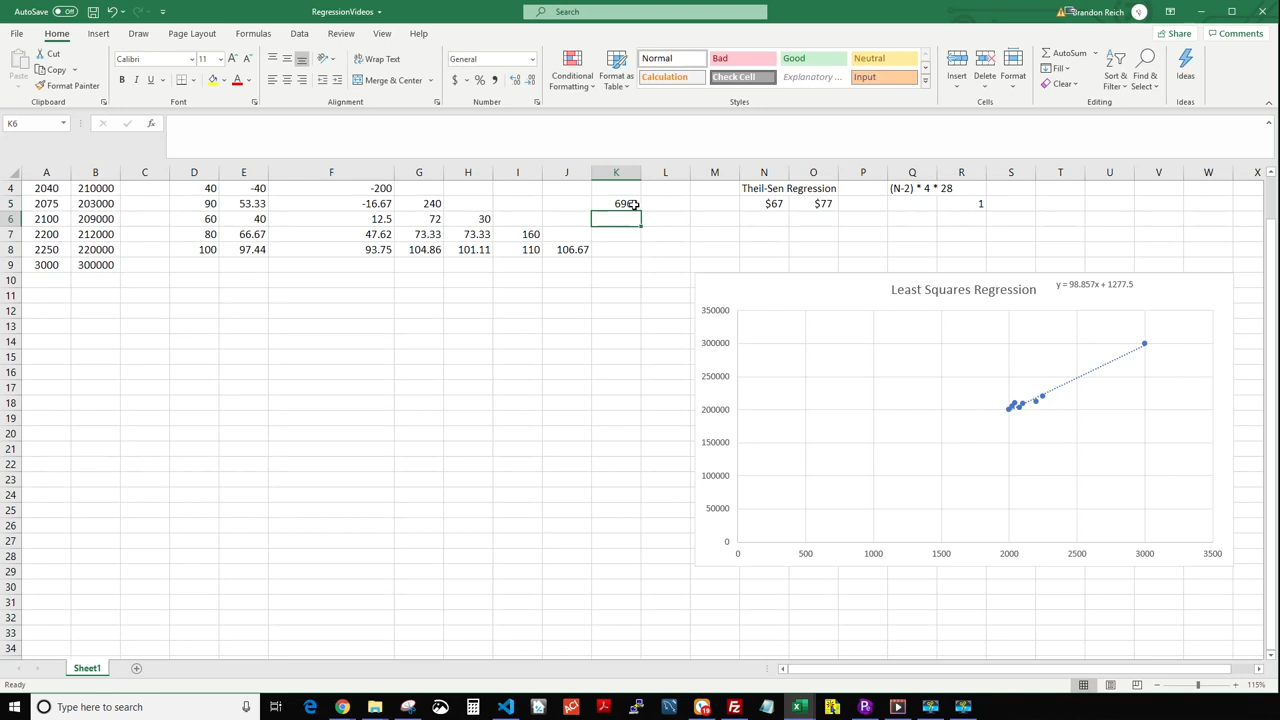 AutoSave Off RegressionVideos Search Brandon Reich
File Home Insert Draw Page Layout Formulas Data Review View Help Share Comments
Paste Cut Copy Format Painter Clipboard
Calibri 11 B I U A Font
Wrap Text Merge & Center Alignment
General $ % Number
Conditional Formatting Format as Table
Normal Bad Good Neutral
Calculation Check Cell Explanatory... Input
Styles
Insert Delete Format Cells
AutoSum Fill Clear Sort & Filter Find & Select Editing
Ideas Ideas
K6 fx
A B C D E F G H I J K L M N O P Q R S T U V W X
4 2040 210000 40 -40 -200 Theil-Sen Regression (N-2) * 4 * 28
5 2075 203000 90 53.33 -16.67 240 696 $67 $77 1
6 2100 209000 60 40 12.5 72 30
7 2200 212000 80 66.67 47.62 73.33 73.33 160
8 2250 220000 100 97.44 93.75 104.86 101.11 110 106.67
9 3000 300000
10
11
12
13
14
15
16
17
18
19
20
21
22
23
24
25
26
27
28
29
30
31
32
33
34
Least Squares Regression
y = 98.857x + 1277.5
350000
300000
250000
200000
150000
100000
50000
0
0 500 1000 1500 2000 2500 3000 3500
Sheet1
Ready 115%
Type here to search